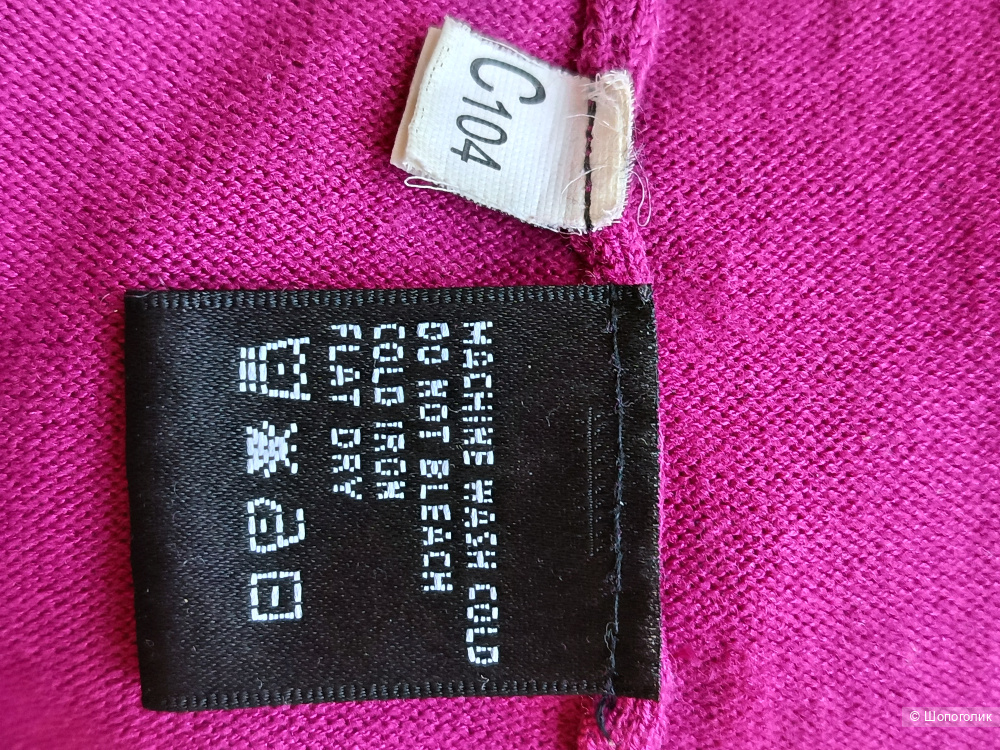 C104
MACHINE WASH COLD
DO NOT BLEACH
COLD IRON
FLAT DRY
© Шопоголик